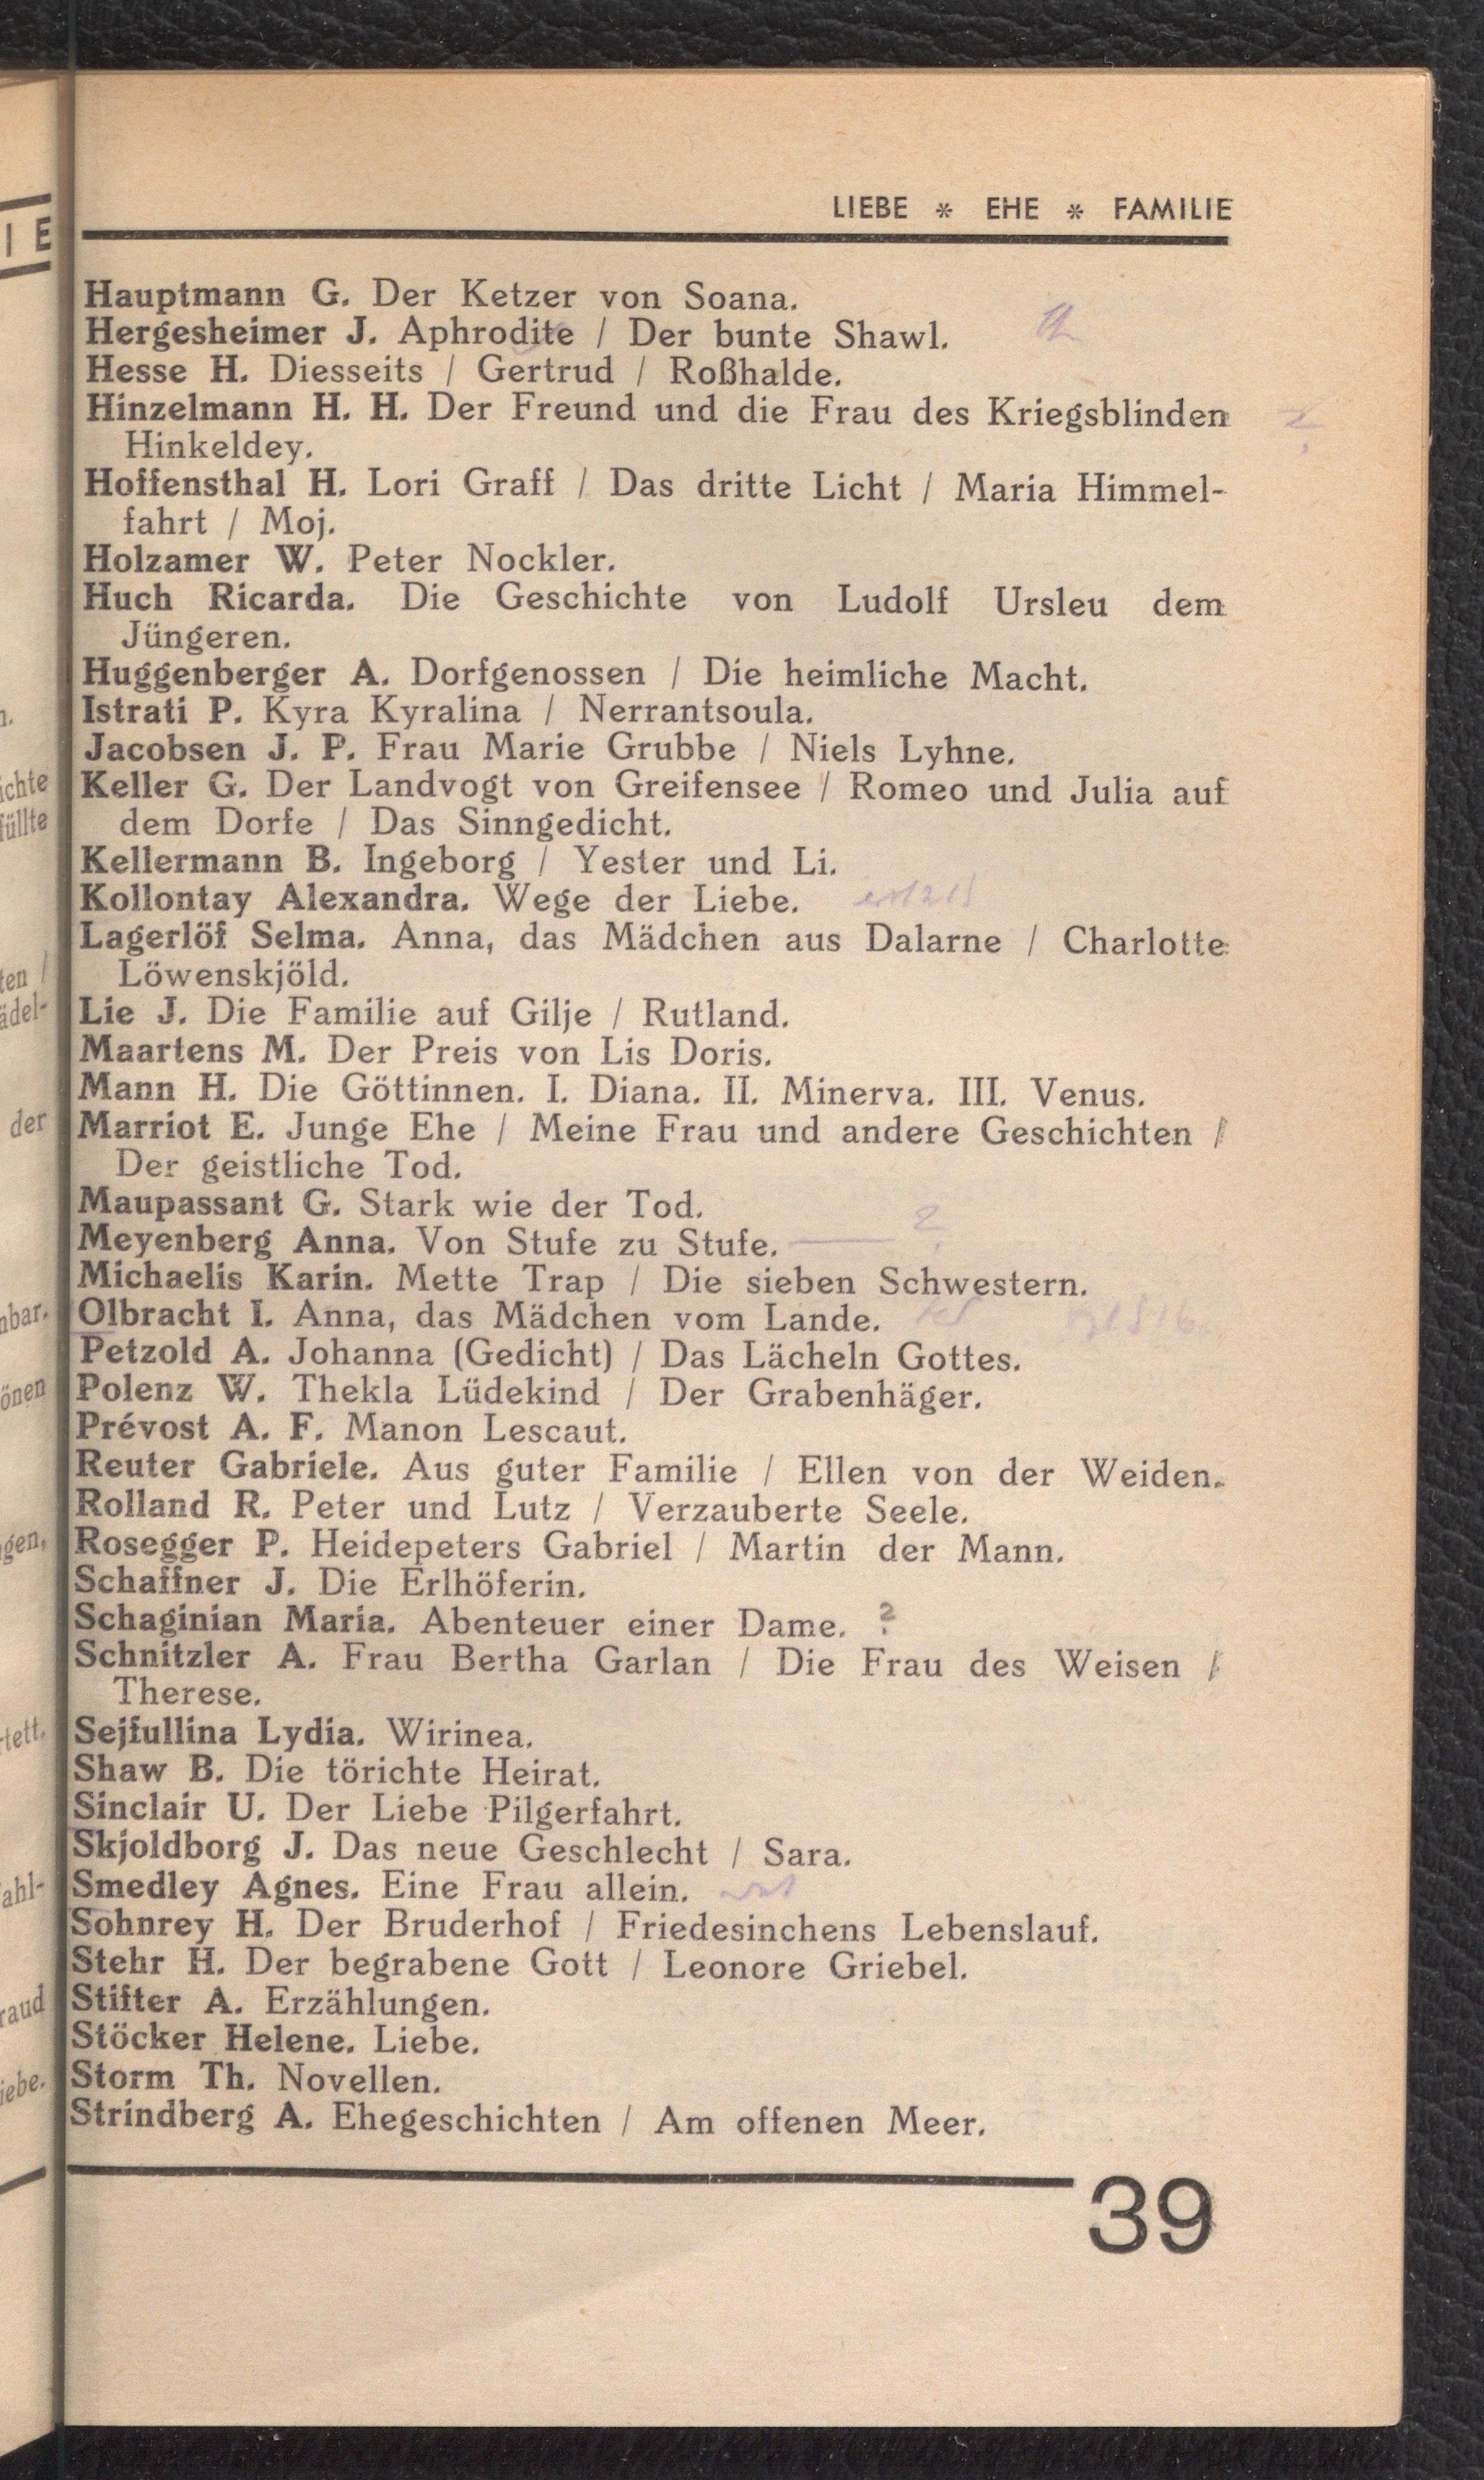 LIEBE * EHE * FAMILIE
Hauptmann G. Der Ketzer von Soana.
Hergesheimer J. Aphrodite / Der bunte Shawl.
Hesse H. Diesseits / Gertrud / Roßhalde.
Hinzelmann H. H. Der Freund und die Frau des Kriegsblinden
Hinkeldey.
Hoffensthal H. Lori Graff / Das dritte Licht / Maria Himmel-
fahrt / Moj.
Holzamer W. Peter Nockler.
Huch Ricarda. Die Geschichte von Ludolf Ursleu dem
Jüngeren.
Huggenberger A. Dorfgenossen / Die heimliche Macht.
Istrati P. Kyra Kyralina / Nerrantsoula.
Jacobsen J. P. Frau Marie Grubbe / Niels Lyhne.
Keller G. Der Landvogt von Greifensee / Romeo und Julia auf
dem Dorfe / Das Sinngedicht.
Kellermann B. Ingeborg / Yester und Li.
Kollontay Alexandra. Wege der Liebe.
Lagerlöf Selma. Anna, das Mädchen aus Dalarne / Charlotte
Löwenskjöld.
Lie J. Die Familie auf Gilje / Rutland.
Maartens M. Der Preis von Lis Doris.
Mann H. Die Göttinnen. I. Diana. II. Minerva. III. Venus.
Marriot E. Junge Ehe / Meine Frau und andere Geschichten /
Der geistliche Tod.
Maupassant G. Stark wie der Tod.
Meyenberg Anna. Von Stufe zu Stufe. ?
Michaelis Karin. Mette Trap / Die sieben Schwestern.
Olbracht I. Anna, das Mädchen vom Lande.
Petzold A. Johanna (Gedicht) / Das Lächeln Gottes.
Polenz W. Thekla Lüdekind / Der Grabenhäger.
Prévost A. F. Manon Lescaut.
Reuter Gabriele. Aus guter Familie / Ellen von der Weiden.
Rolland R. Peter und Lutz / Verzauberte Seele.
Rosegger P. Heidepeters Gabriel / Martin der Mann.
Schaffner J. Die Erlhöferin.
Schaginian Maria. Abenteuer einer Dame. ?
Schnitzler A. Frau Bertha Garlan / Die Frau des Weisen /
Therese.
Sejfullina Lydia. Wirinea.
Shaw B. Die törichte Heirat.
Sinclair U. Der Liebe Pilgerfahrt.
Skjoldborg J. Das neue Geschlecht / Sara.
Smedley Agnes. Eine Frau allein.
Sohnrey H. Der Bruderhof / Friedesinchens Lebenslauf.
Stehr H. Der begrabene Gott / Leonore Griebel.
Stifter A. Erzählungen.
Stöcker Helene. Liebe.
Storm Th. Novellen.
Strindberg A. Ehegeschichten / Am offenen Meer.
39